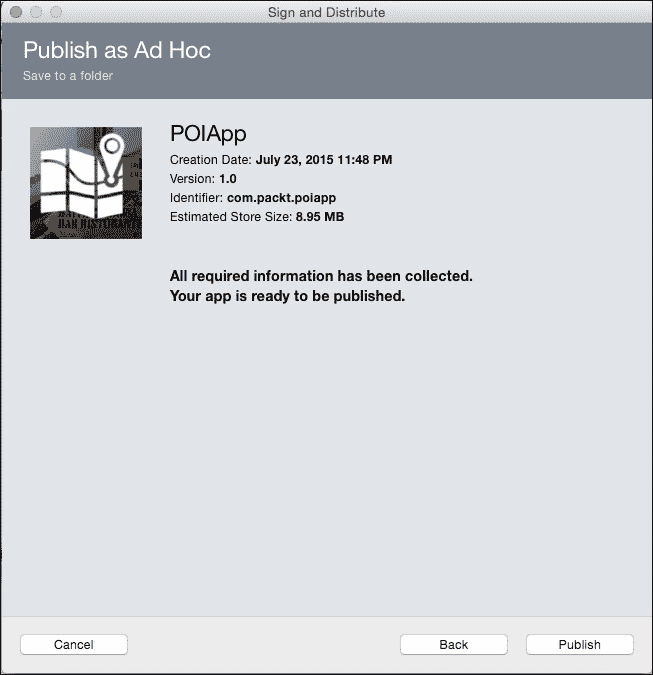 Sign and Distribute
Publish as Ad Hoc
Save to a folder
POIApp
Creation Date: July 23, 2015 11:48 PM
Version: 1.0
Identifier: com.packt.poiapp
Estimated Store Size: 8.95 MB
All required information has been collected.
Your app is ready to be published.
Cancel
Back
Publish